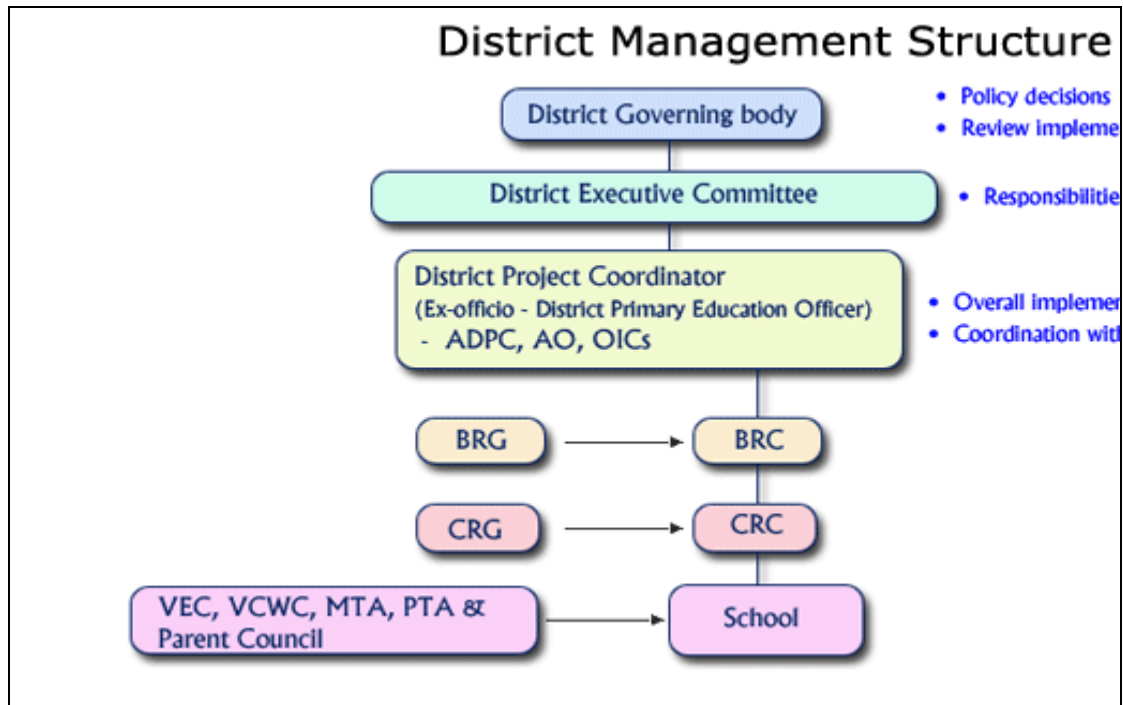 District Management Structure
District Governing body
• Policy decisions
• Review impleme
District Executive Committee
• Responsibilitie
District Project Coordinator
(Ex-officio - District Primary Education Officer)
- ADPC, AO, OICs
• Overall implemen
• Coordination with
BRG
BRC
CRG
CRC
VEC, VCWC, MTA, PTA &
Parent Council
School